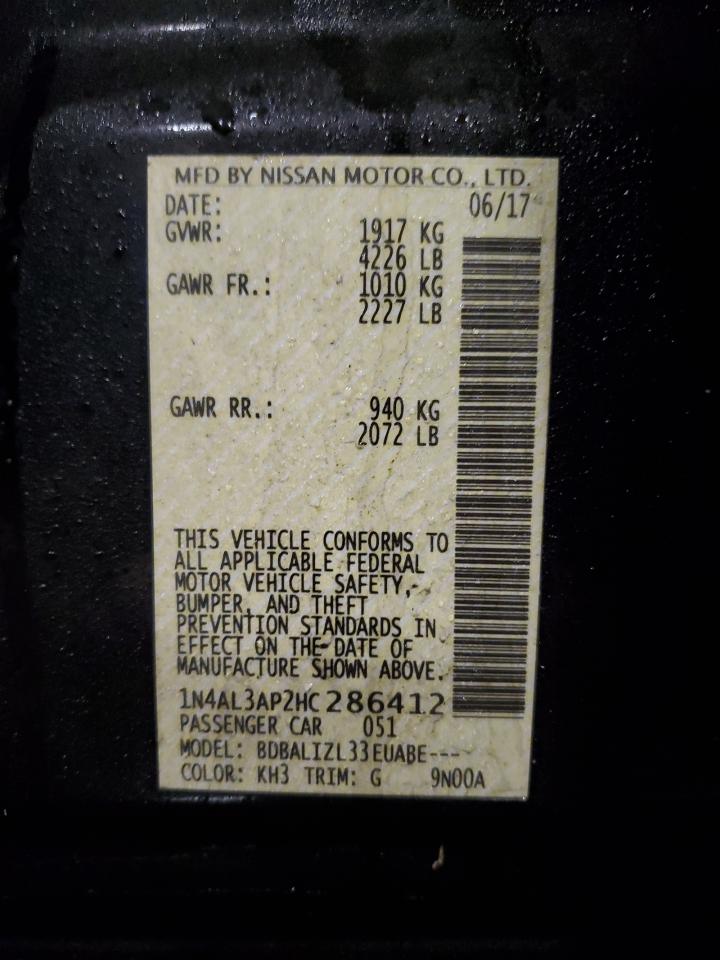 MFD BY NISSAN MOTOR CO., LTD.
DATE: 06/17
GVWR: 1917 KG
4226 LB
GAWR FR.: 1010 KG
2227 LB
GAWR RR.: 940 KG
2072 LB
THIS VEHICLE CONFORMS TO
ALL APPLICABLE FEDERAL
MOTOR VEHICLE SAFETY,
BUMPER, AND THEFT
PREVENTION STANDARDS IN
EFFECT ON THE DATE OF
MANUFACTURE SHOWN ABOVE.
1N4AL3AP2HC286412
PASSENGER CAR 051
MODEL: BDBALIZL33EUABE---
COLOR: KH3 TRIM: G 9N00A